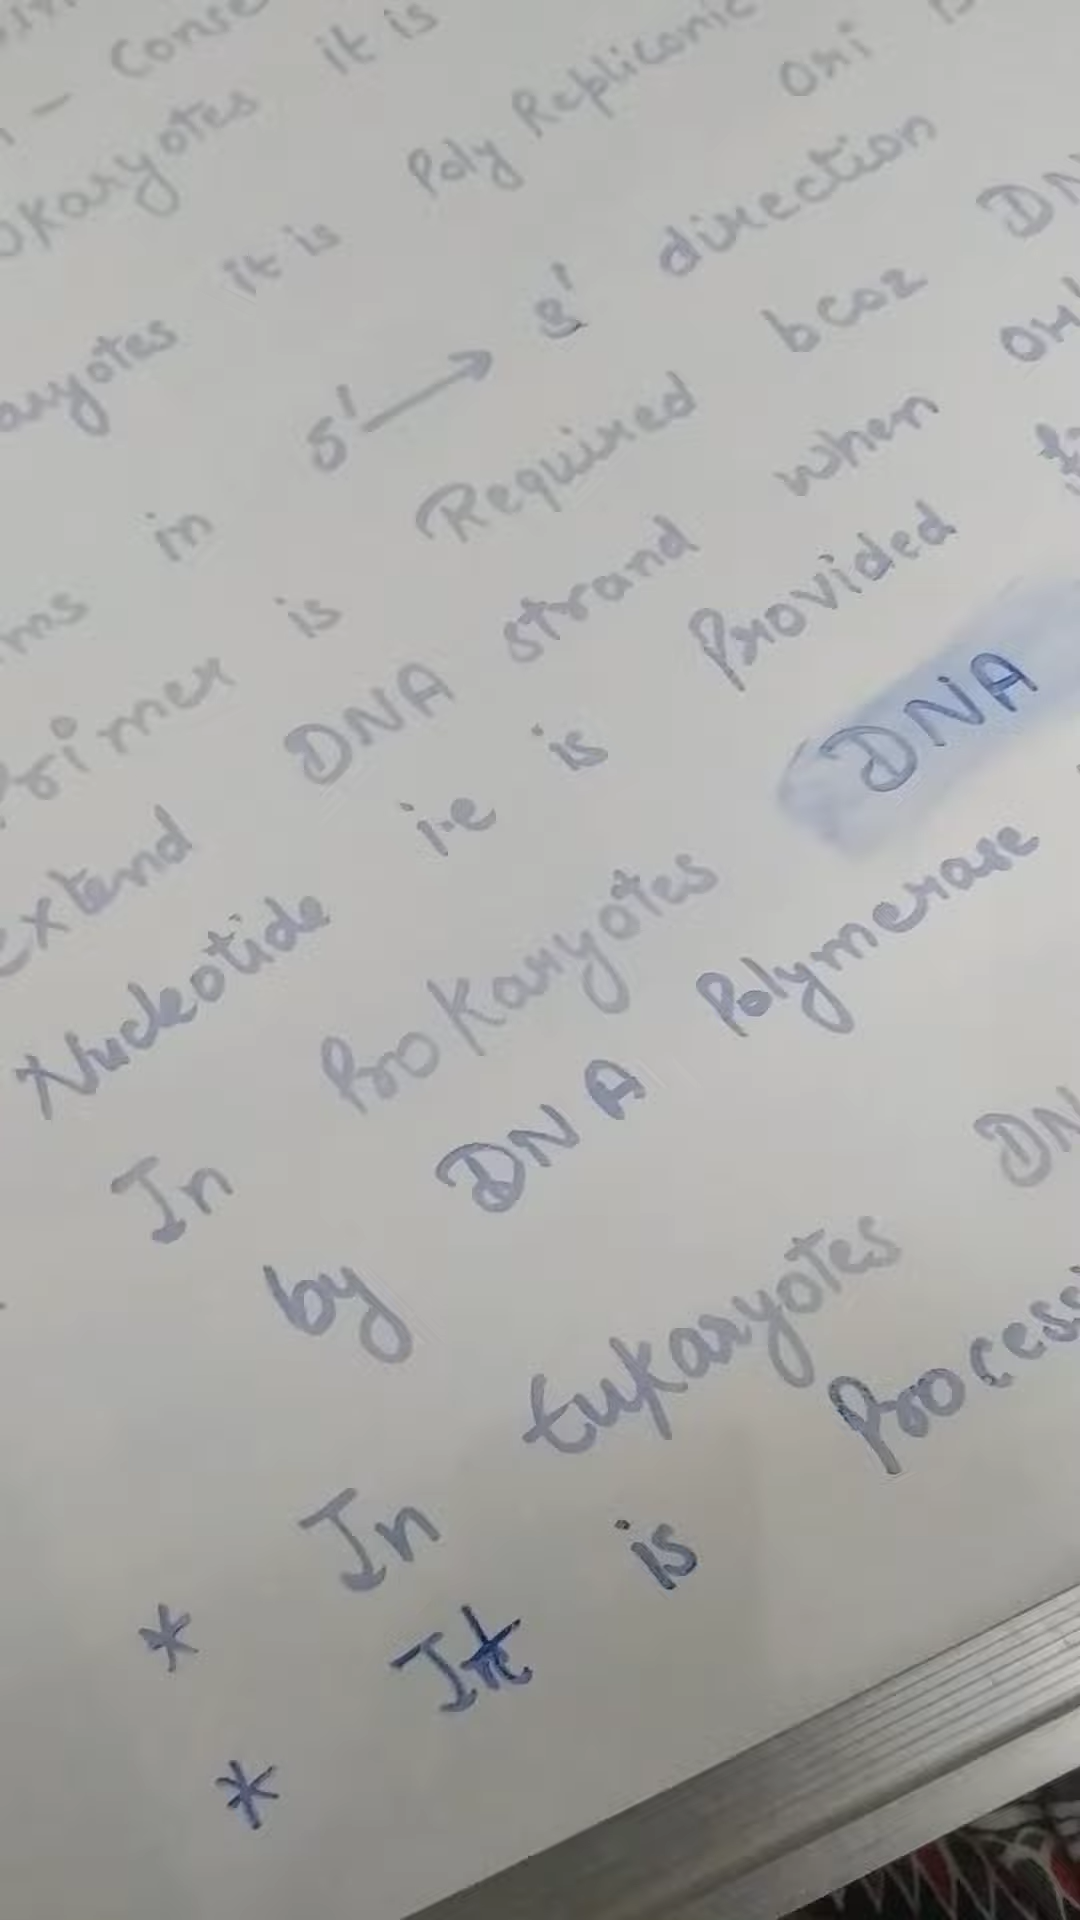 - Conse
okaryotes it is
aryotes it is Poly Repliconic Ori is
ms in 5' → 3' direction
Primer is Required bcoz DN
extend DNA strand when OH
Nucleotide i.e is Provided
In Prokaryotes DNA
by DNA Polymerase
* In Eukaryotes DN
* It is Process